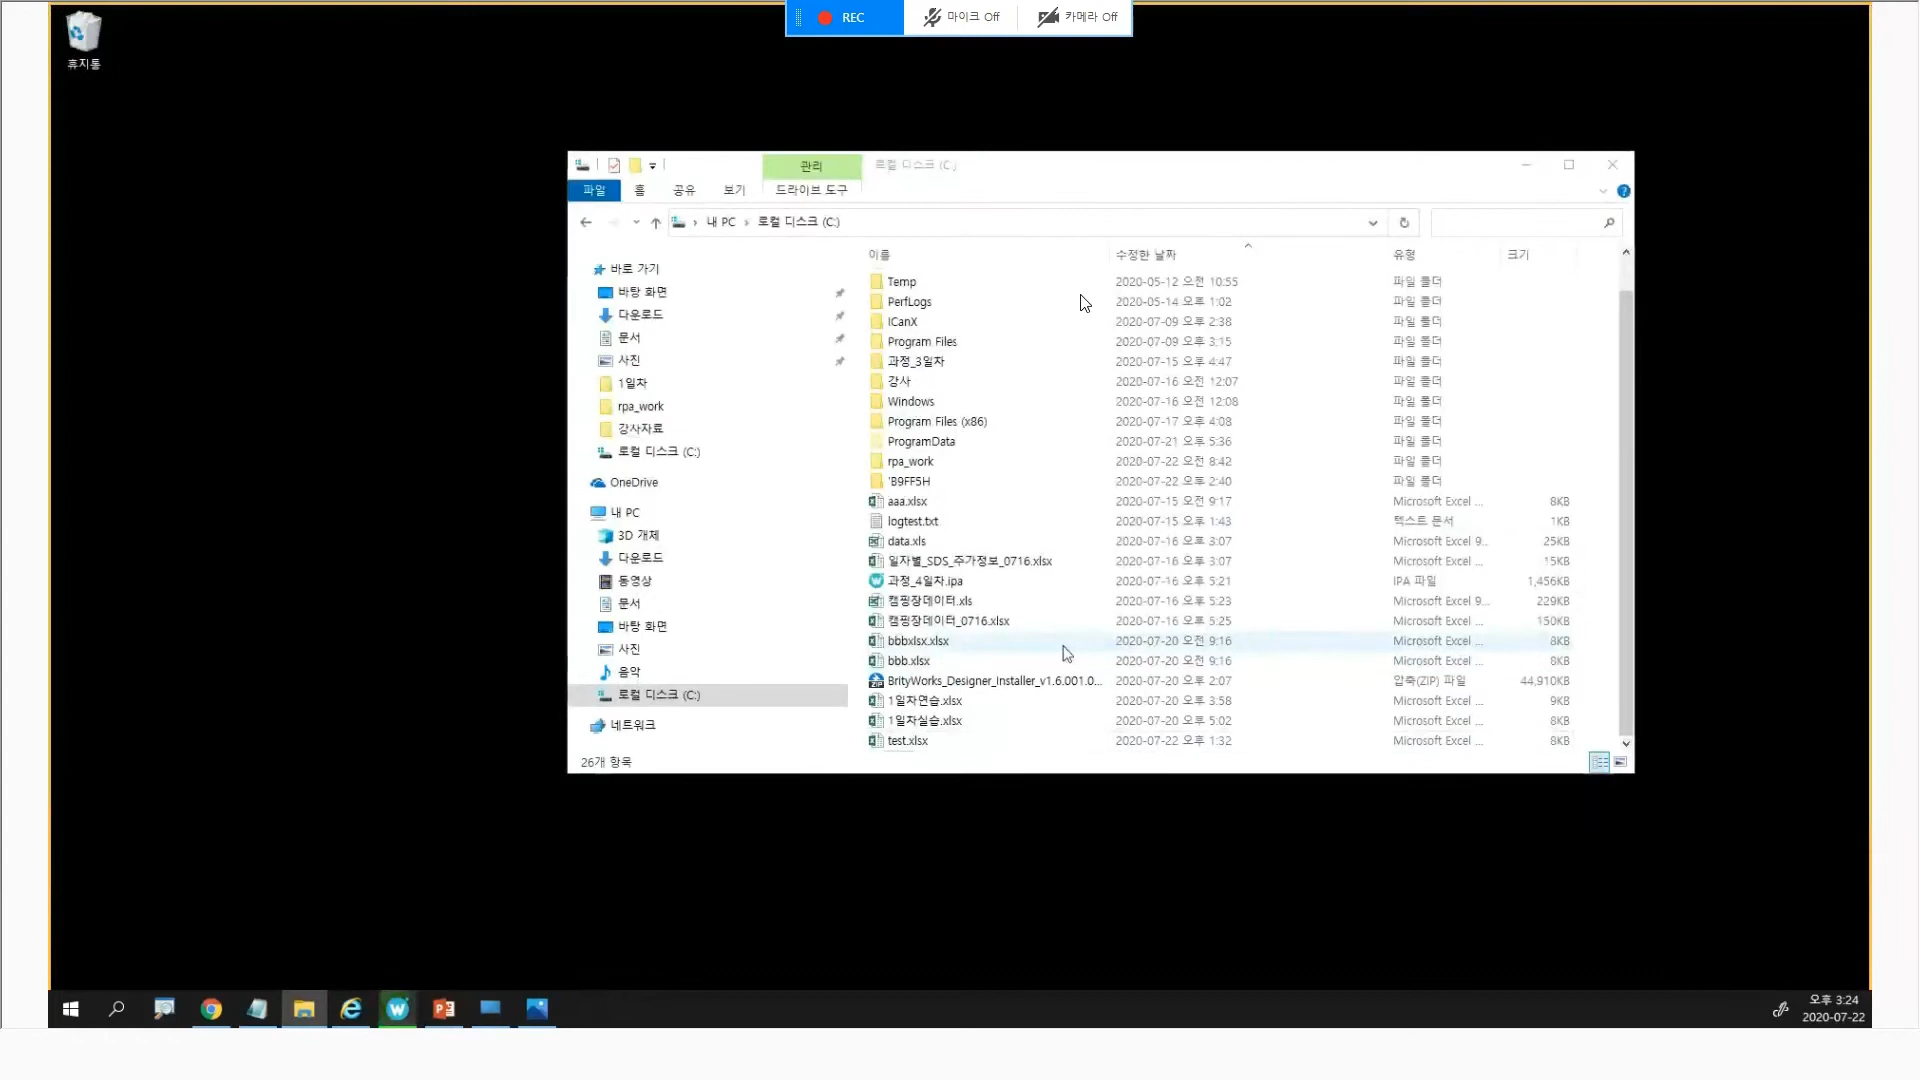 REC 마이크 Off 카메라 Off
휴지통
관리 로컬 디스크 (C:)
파일 홈 공유 보기 드라이브 도구
내 PC › 로컬 디스크 (C:)
이름 수정한 날짜 유형 크기
바로 가기
바탕 화면
다운로드
문서
사진
1일차
rpa_work
강사자료
로컬 디스크 (C:)
OneDrive
내 PC
3D 개체
다운로드
동영상
문서
바탕 화면
사진
음악
로컬 디스크 (C:)
네트워크
Temp 2020-05-12 오전 10:55 파일 폴더
PerfLogs 2020-05-14 오후 1:02 파일 폴더
ICanX 2020-07-09 오후 2:38 파일 폴더
Program Files 2020-07-09 오후 3:15 파일 폴더
과정_3일차 2020-07-15 오후 4:47 파일 폴더
강사 2020-07-16 오전 12:07 파일 폴더
Windows 2020-07-16 오전 12:08 파일 폴더
Program Files (x86) 2020-07-17 오후 4:08 파일 폴더
ProgramData 2020-07-21 오후 5:36 파일 폴더
rpa_work 2020-07-22 오전 8:42 파일 폴더
'B9FF5H 2020-07-22 오후 2:40 파일 폴더
aaa.xlsx 2020-07-15 오전 9:17 Microsoft Excel ... 8KB
logtest.txt 2020-07-15 오후 1:43 텍스트 문서 1KB
data.xls 2020-07-16 오후 3:07 Microsoft Excel 9... 25KB
일자별_SDS_주가정보_0716.xlsx 2020-07-16 오후 3:07 Microsoft Excel ... 15KB
과정_4일자.ipa 2020-07-16 오후 5:21 IPA 파일 1,456KB
캠핑장데이터.xls 2020-07-16 오후 5:23 Microsoft Excel 9... 229KB
캠핑장데이터_0716.xlsx 2020-07-16 오후 5:25 Microsoft Excel ... 150KB
bbbxlsx.xlsx 2020-07-20 오전 9:16 Microsoft Excel ... 8KB
bbb.xlsx 2020-07-20 오전 9:16 Microsoft Excel ... 8KB
BrityWorks_Designer_Installer_v1.6.001.0... 2020-07-20 오후 2:07 압축(ZIP) 파일 44,910KB
1일자연습.xlsx 2020-07-20 오후 3:58 Microsoft Excel ... 9KB
1일자실습.xlsx 2020-07-20 오후 5:02 Microsoft Excel ... 8KB
test.xlsx 2020-07-22 오후 1:32 Microsoft Excel ... 8KB
26개 항목
오후 3:24
2020-07-22